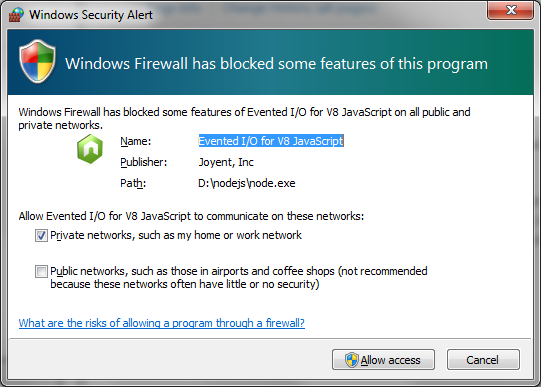 Windows Security Alert
Windows Firewall has blocked some features of this program
Windows Firewall has blocked some features of Evented I/O for V8 JavaScript on all public and
private networks.
Name: Evented I/O for V8 JavaScript
Publisher: Joyent, Inc
Path: D:\nodejs\node.exe
Allow Evented I/O for V8 JavaScript to communicate on these networks:
Private networks, such as my home or work network
Public networks, such as those in airports and coffee shops (not recommended
because these networks often have little or no security)
What are the risks of allowing a program through a firewall?
Allow access Cancel